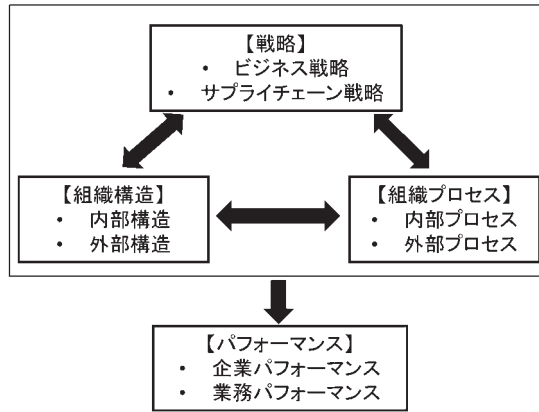 【戦略】
• ビジネス戦略
• サプライチェーン戦略
【組織構造】
• 内部構造
• 外部構造
【組織プロセス】
• 内部プロセス
• 外部プロセス
【パフォーマンス】
• 企業パフォーマンス
• 業務パフォーマンス